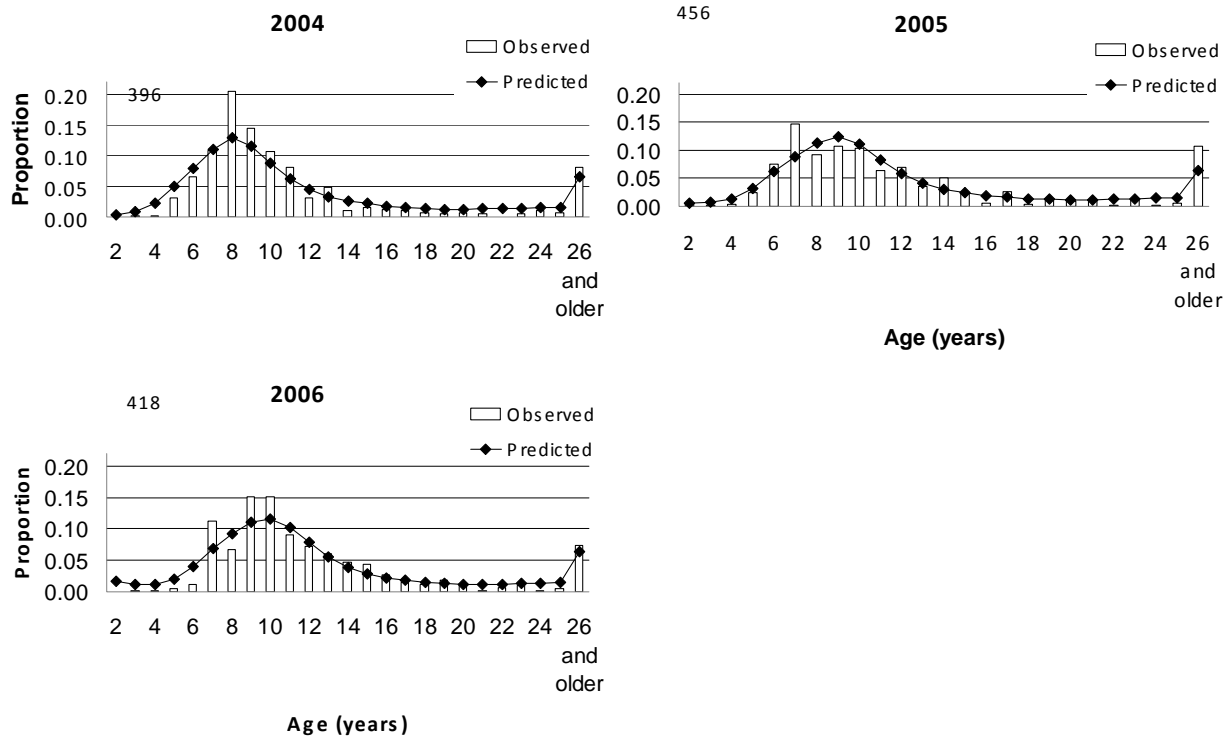 2004
Observed
Predicted
396
Proportion
0.20
0.15
0.10
0.05
0.00
2 4 6 8 10 12 14 16 18 20 22 24 26
and
older
456
2005
Observed
Predicted
0.20
0.15
0.10
0.05
0.00
2 4 6 8 10 12 14 16 18 20 22 24 26
and
older
Age (years)
418
2006
Observed
Predicted
Proportion
0.20
0.15
0.10
0.05
0.00
2 4 6 8 10 12 14 16 18 20 22 24 26
and
older
Age (years)